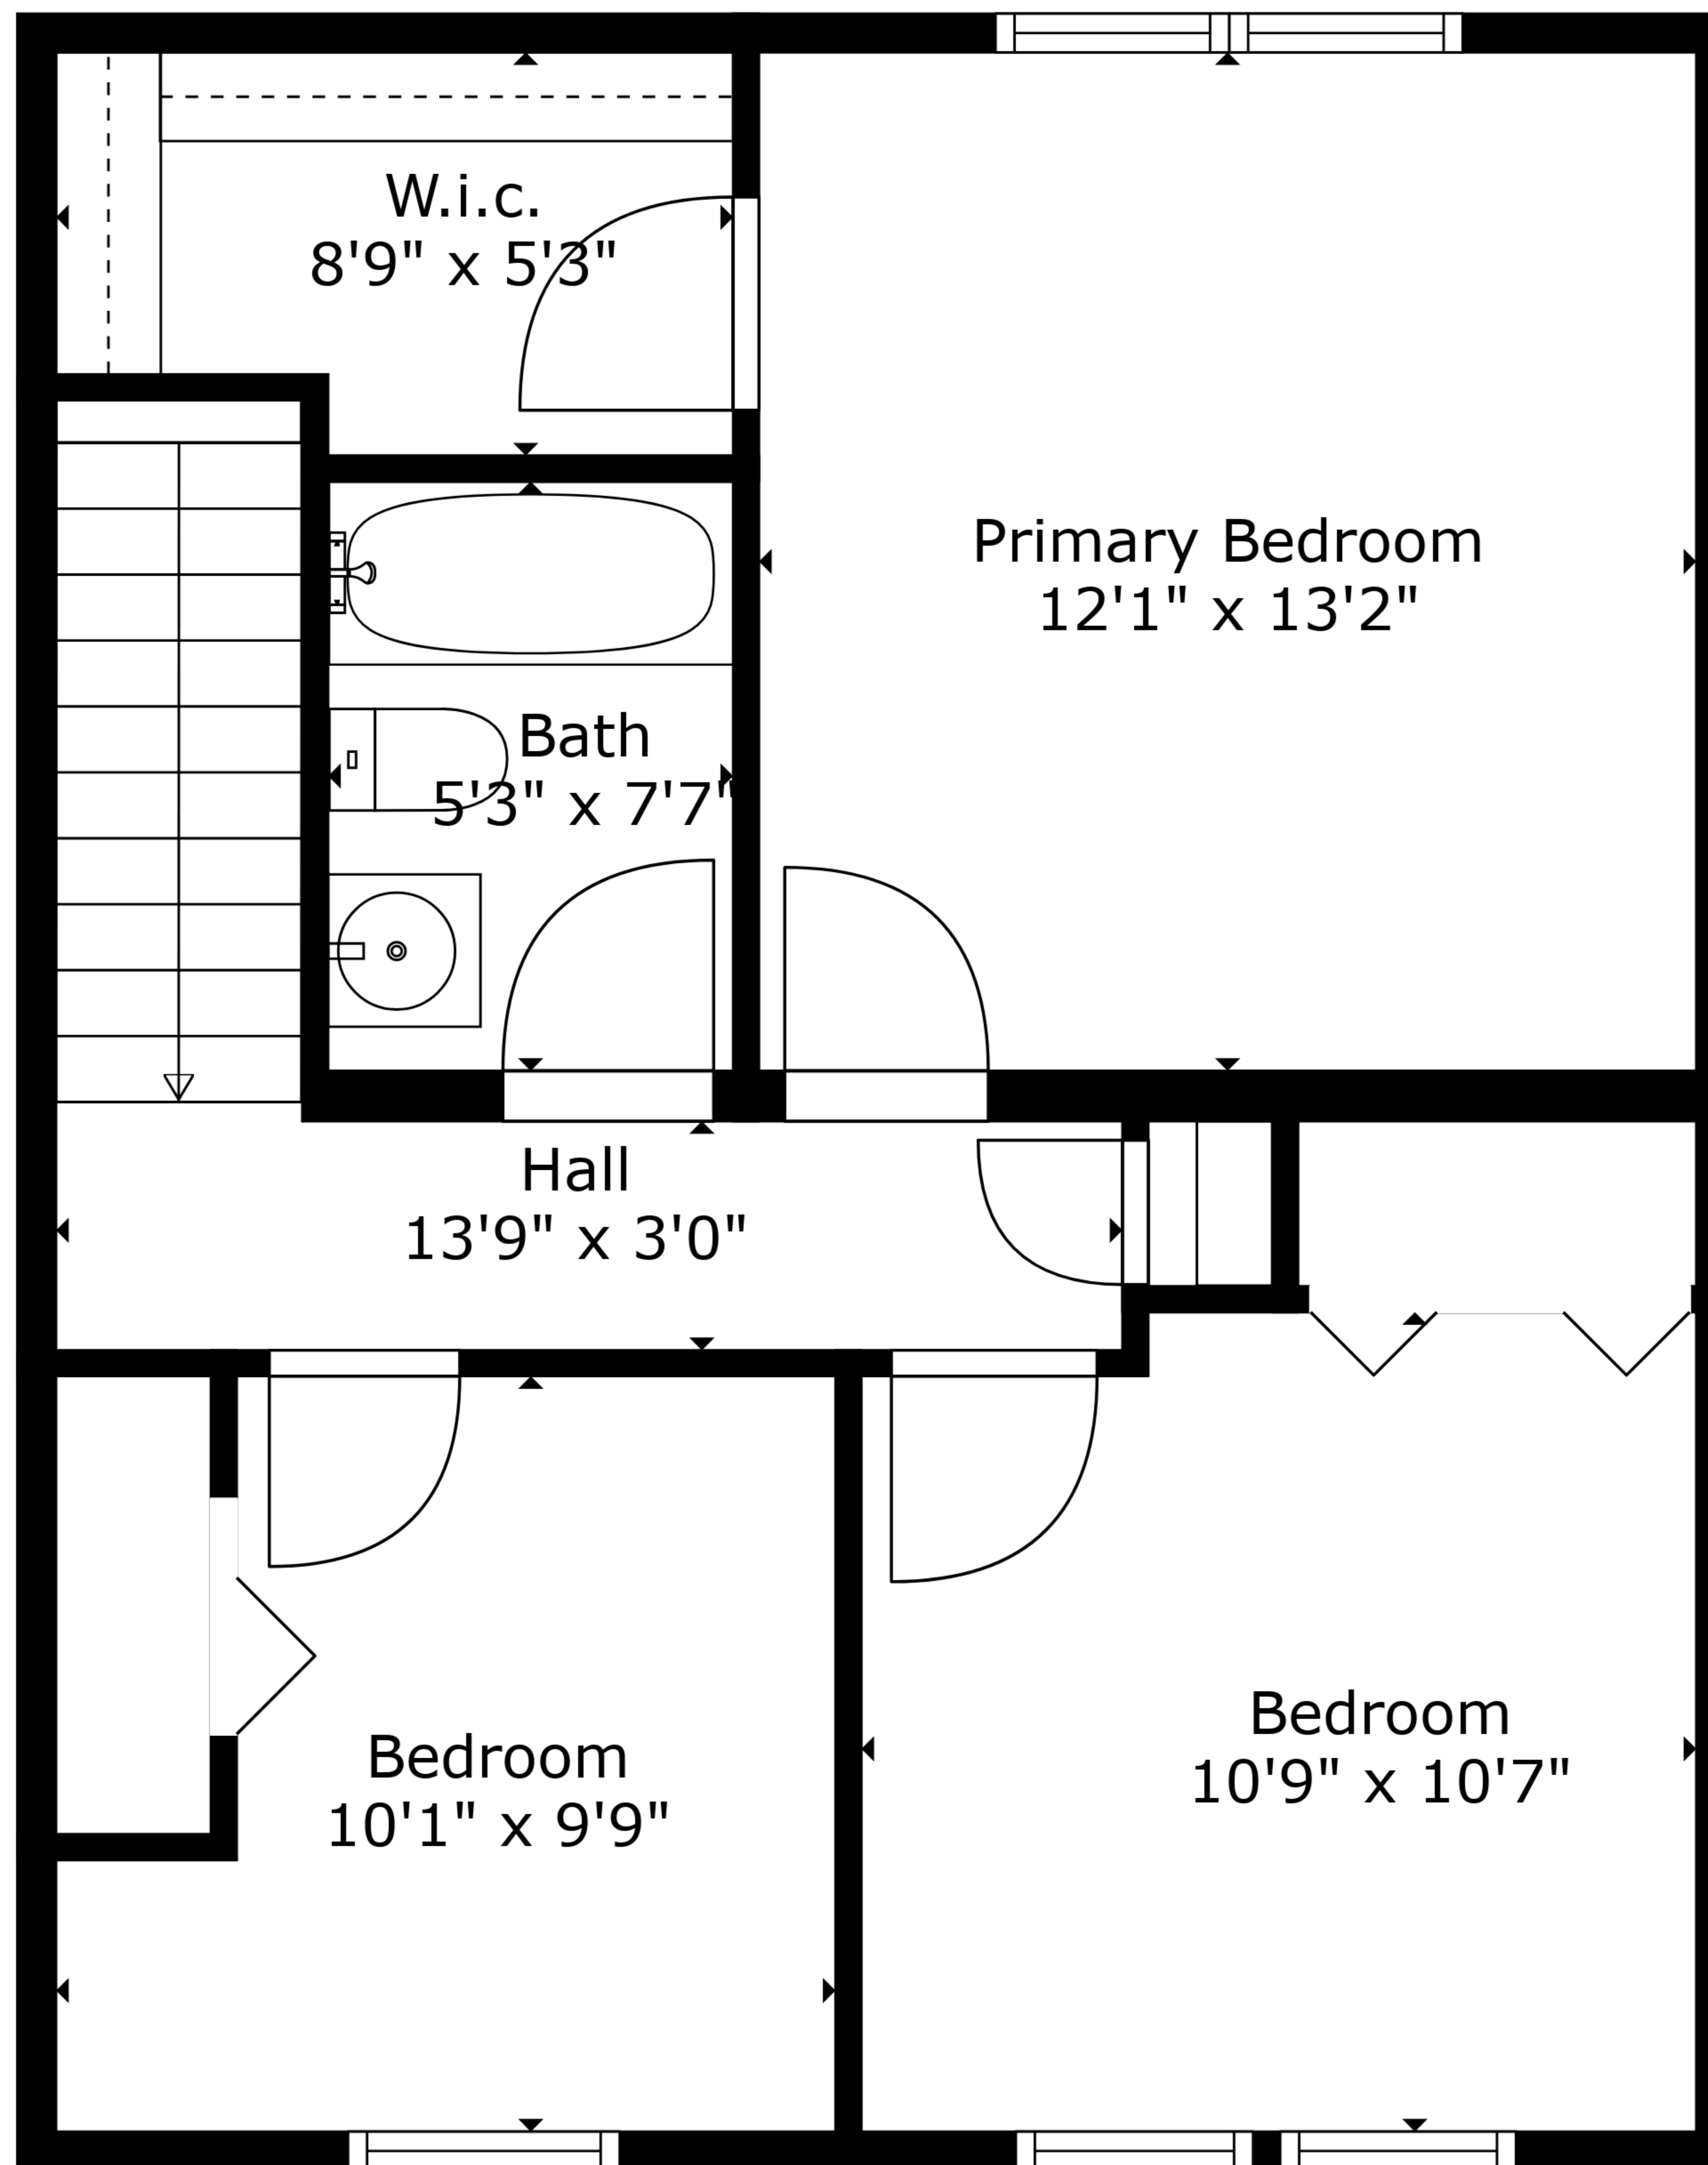 W.i.c.
8'9" x 5'3"
Primary Bedroom
12'1" x 13'2"
Bath
5'3" x 7'7"
Hall
13'9" x 3'0"
Bedroom
10'9" x 10'7"
Bedroom
10'1" x 9'9"